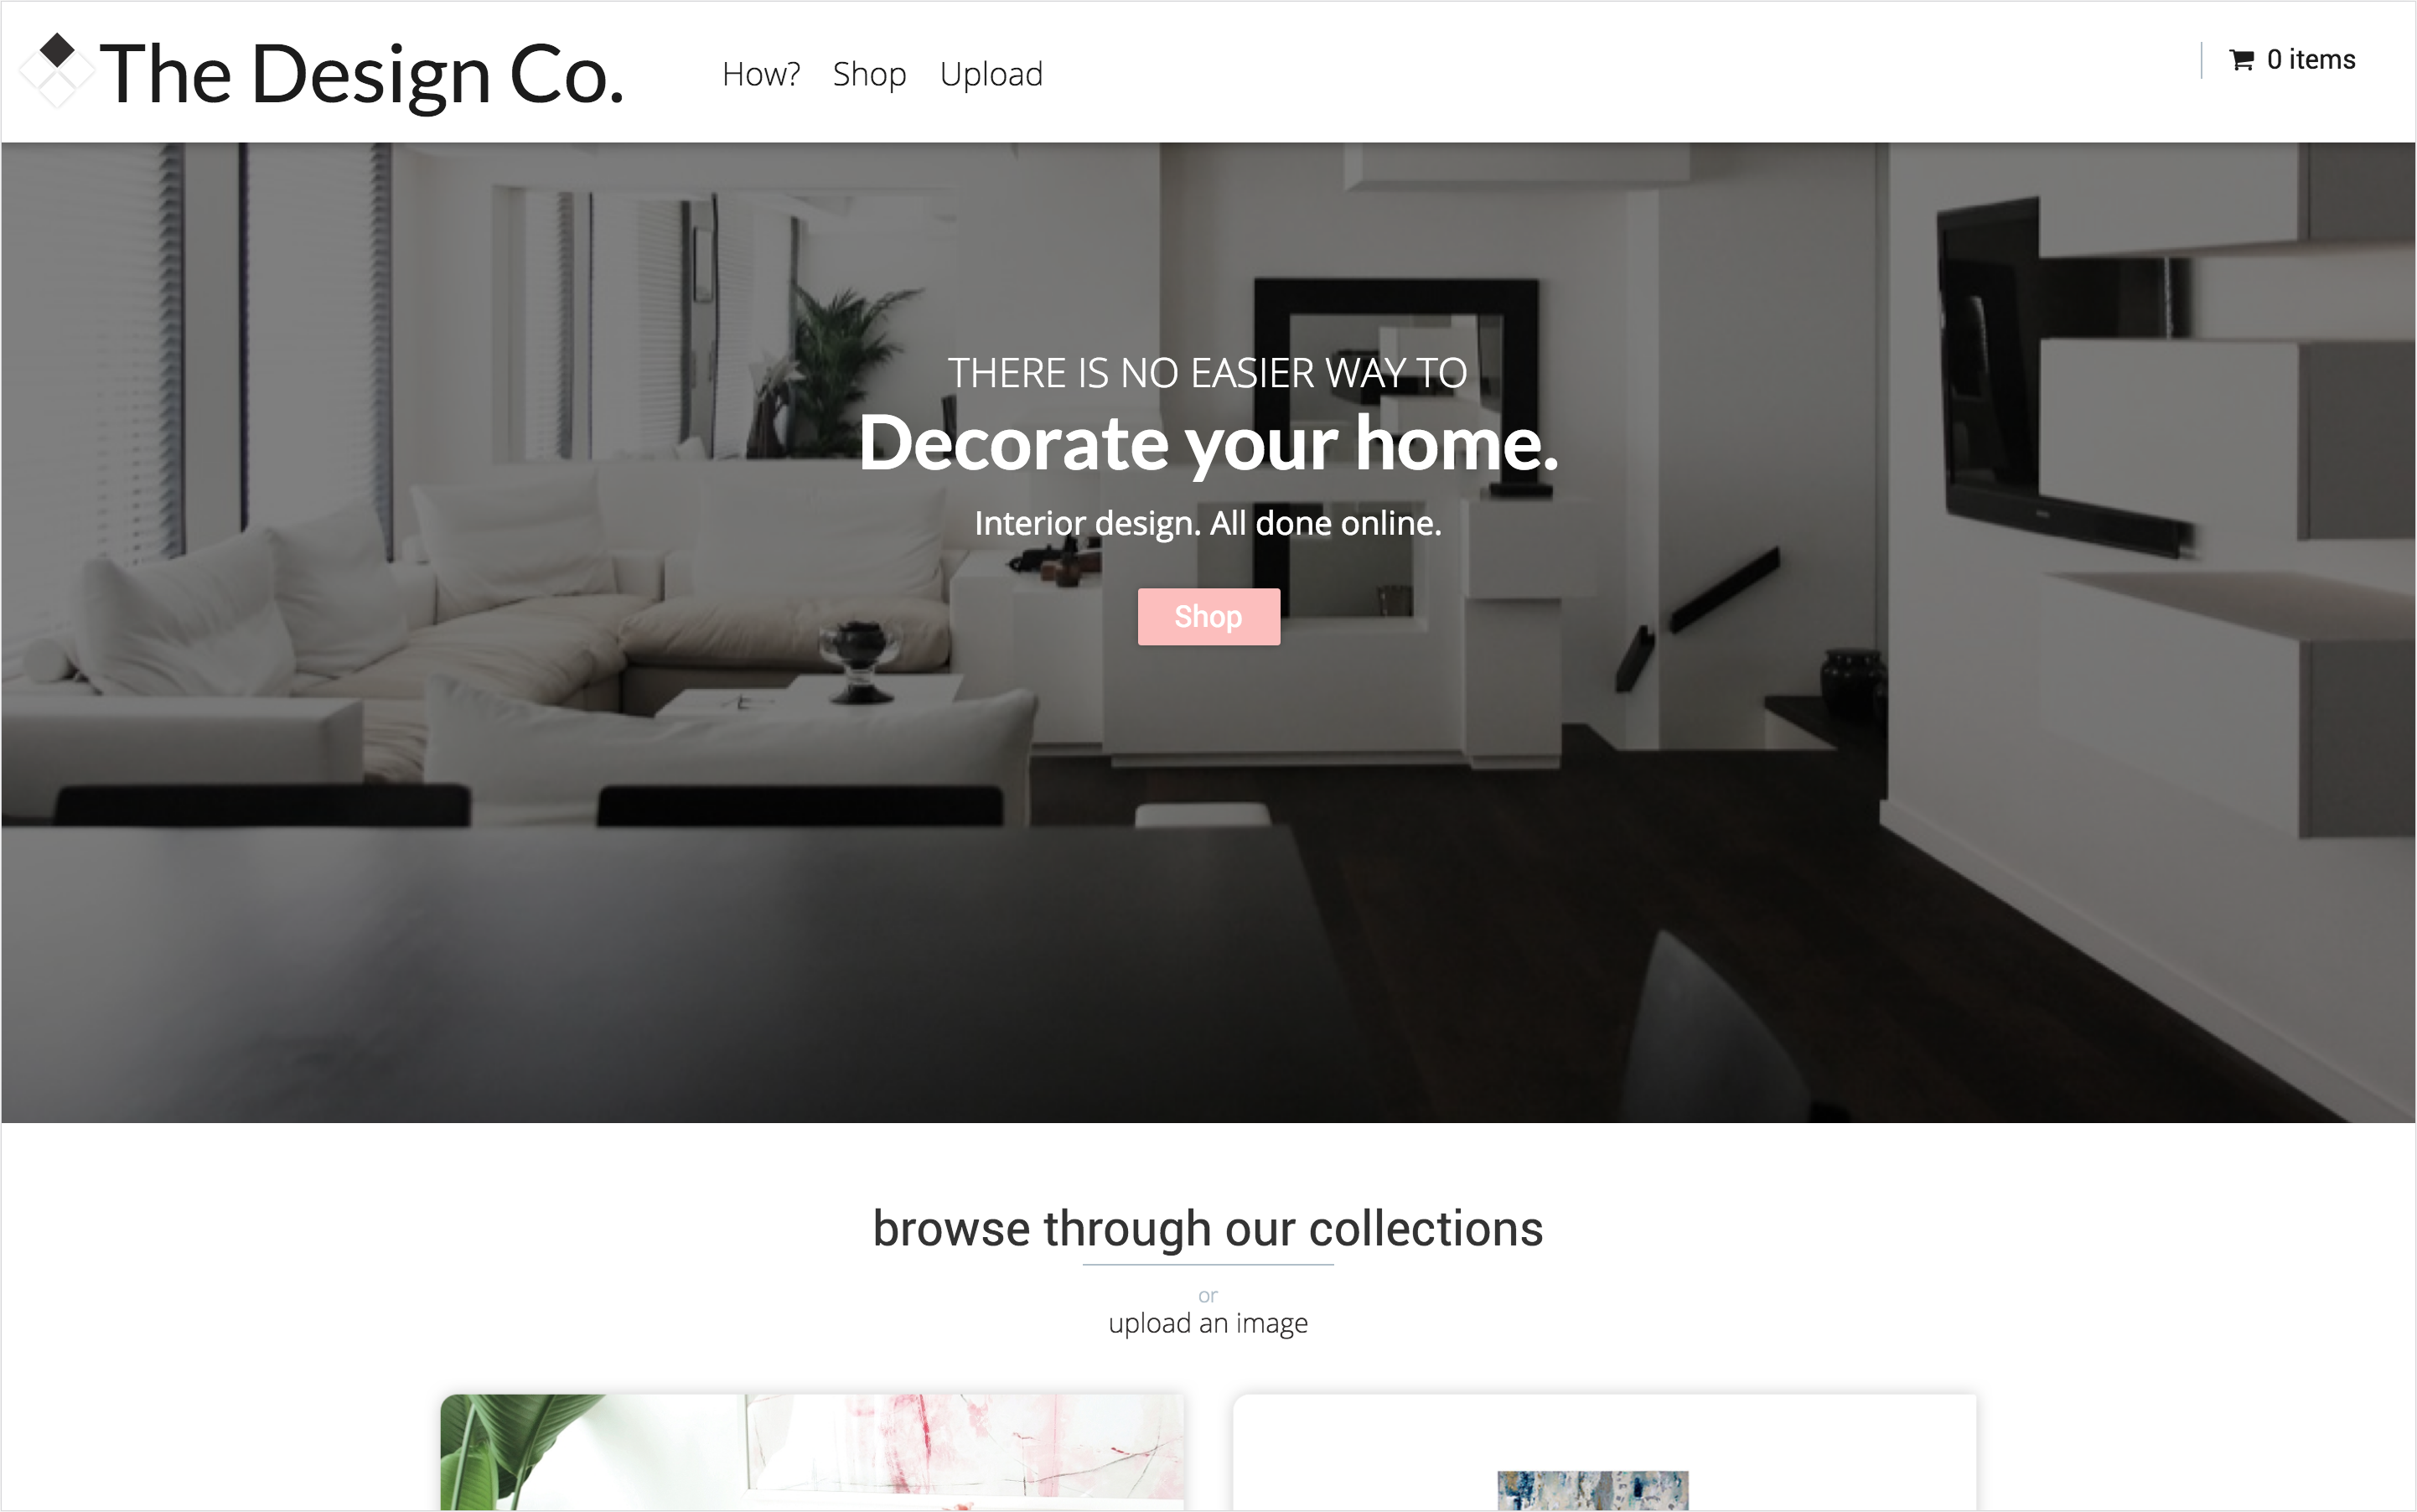 The Design Co.
How? Shop Upload
0 items
THERE IS NO EASIER WAY TO
Decorate your home.
Interior design. All done online.
Shop
browse through our collections
or
upload an image